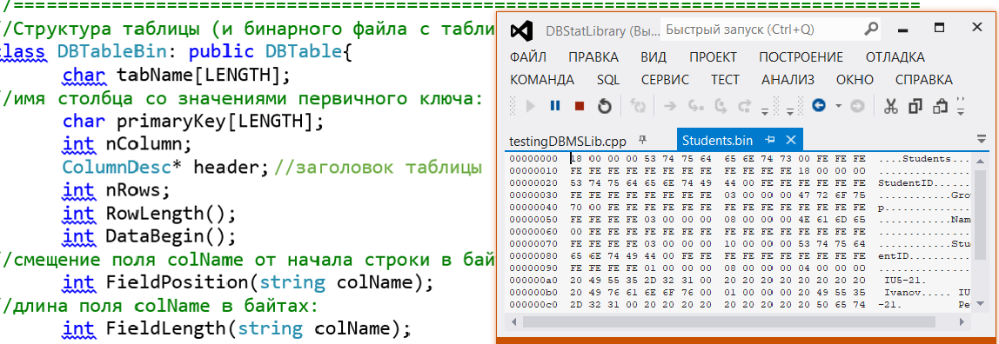 /===========================================================================
//Структура таблицы (и бинарного файла с табли
class DBTableBin: public DBTable{
char tabName[LENGTH];
//имя столбца со значениями первичного ключа:
char primaryKey[LENGTH];
int nColumn;
ColumnDesc* header;//заголовок таблицы
int nRows;
int RowLength();
int DataBegin();
//смещение поля colName от начала строки в бай
int FieldPosition(string colName);
//длина поля colName в байтах:
int FieldLength(string colName);
DBStatLibrary (Вы...
Быстрый запуск (Ctrl+Q)
ФАЙЛ ПРАВКА ВИД ПРОЕКТ ПОСТРОЕНИЕ ОТЛАДКА
КОМАНДА SQL СЕРВИС ТЕСТ АНАЛИЗ ОКНО СПРАВКА
testingDBMSLib.cpp Students.bin
00000000 18 00 00 00 53 74 75 64 65 6E 74 73 00 FE FE FE ....Students...
00000010 FE FE FE FE FE FE FE FE FE FE FE FE 18 00 00 00 ...............
00000020 53 74 75 64 65 6E 74 49 44 00 FE FE FE FE FE FE StudentID.......
00000030 FE FE FE FE FE FE FE FE 03 00 00 00 47 72 6F 75 ............Gro
00000040 70 00 FE FE FE FE FE FE FE FE FE FE FE FE FE FE p..............
00000050 FE FE FE FE 03 00 00 00 08 00 00 00 4E 61 6D 65 ............Nam
00000060 00 FE FE FE FE FE FE FE FE FE FE FE FE FE FE FE ...............
00000070 FE FE FE FE 03 00 00 00 10 00 00 00 53 74 75 64 ............Stu
00000080 65 6E 74 49 44 00 FE FE FE FE FE FE FE FE FE FE entID..........
00000090 FE FE FE FE 01 00 00 00 08 00 00 00 04 00 00 00 ...............
000000a0 20 49 55 35 2D 32 31 00 20 20 20 20 20 20 20 20 IU5-21.
000000b0 20 49 76 61 6E 6F 76 00 01 00 00 00 20 49 55 35 Ivanov..... IU
000000c0 2D 32 31 00 20 20 20 20 20 20 20 20 20 50 65 74 -21. Pe